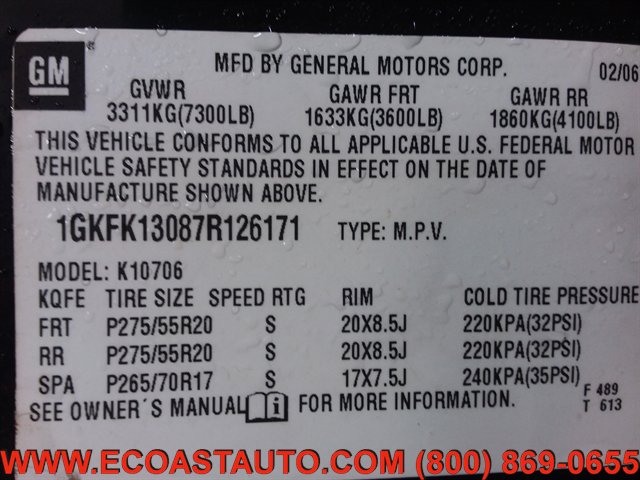 GM
MFD BY GENERAL MOTORS CORP. 02/06
GVWR GAWR FRT GAWR RR
3311KG(7300LB) 1633KG(3600LB) 1860KG(4100LB)
THIS VEHICLE CONFORMS TO ALL APPLICABLE U.S. FEDERAL MOTOR
VEHICLE SAFETY STANDARDS IN EFFECT ON THE DATE OF
MANUFACTURE SHOWN ABOVE.
1GKFK13087R126171 TYPE: M.P.V.
MODEL: K10706
KQFE TIRE SIZE SPEED RTG RIM COLD TIRE PRESSURE
FRT P275/55R20 S 20X8.5J 220KPA(32PSI)
RR P275/55R20 S 20X8.5J 220KPA(32PSI)
SPA P265/70R17 S 17X7.5J 240KPA(35PSI)
SEE OWNER´S MANUAL i FOR MORE INFORMATION.
F 489
T 613
WWW.ECOASTAUTO.COM (800) 869-0655